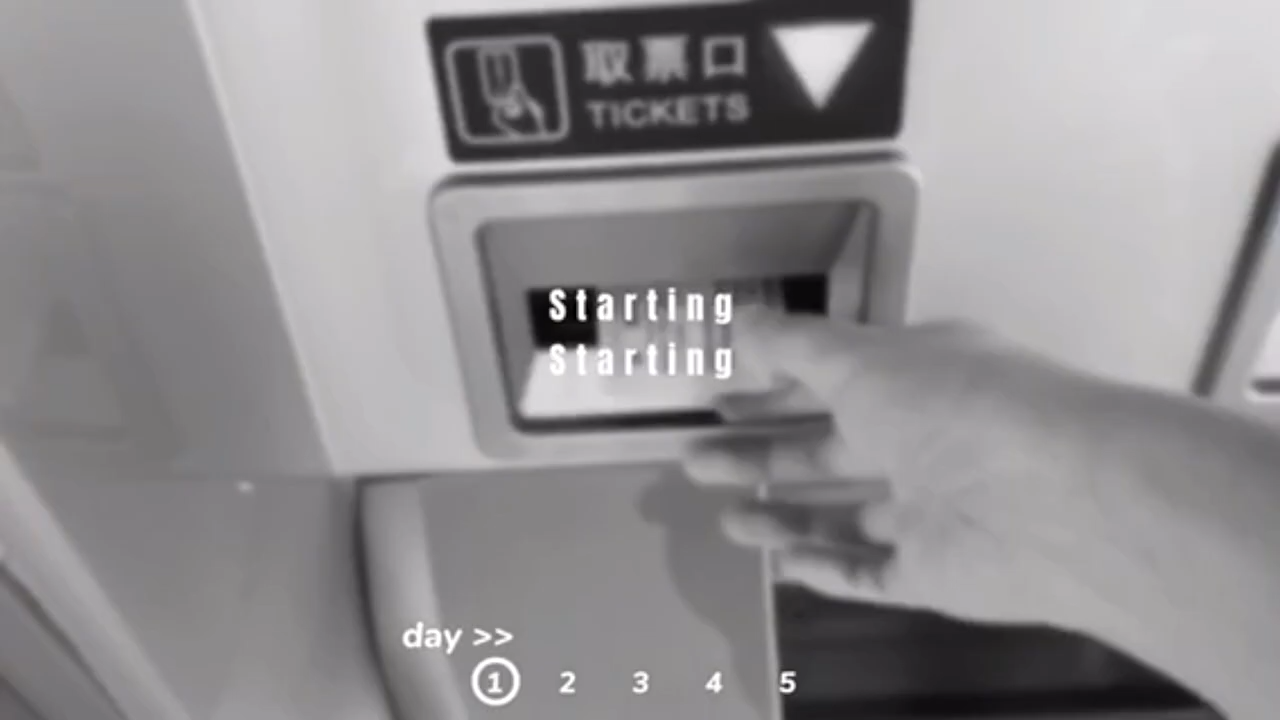 取票口
TICKETS
Starting
Starting
day >>
1 2 3 4 5